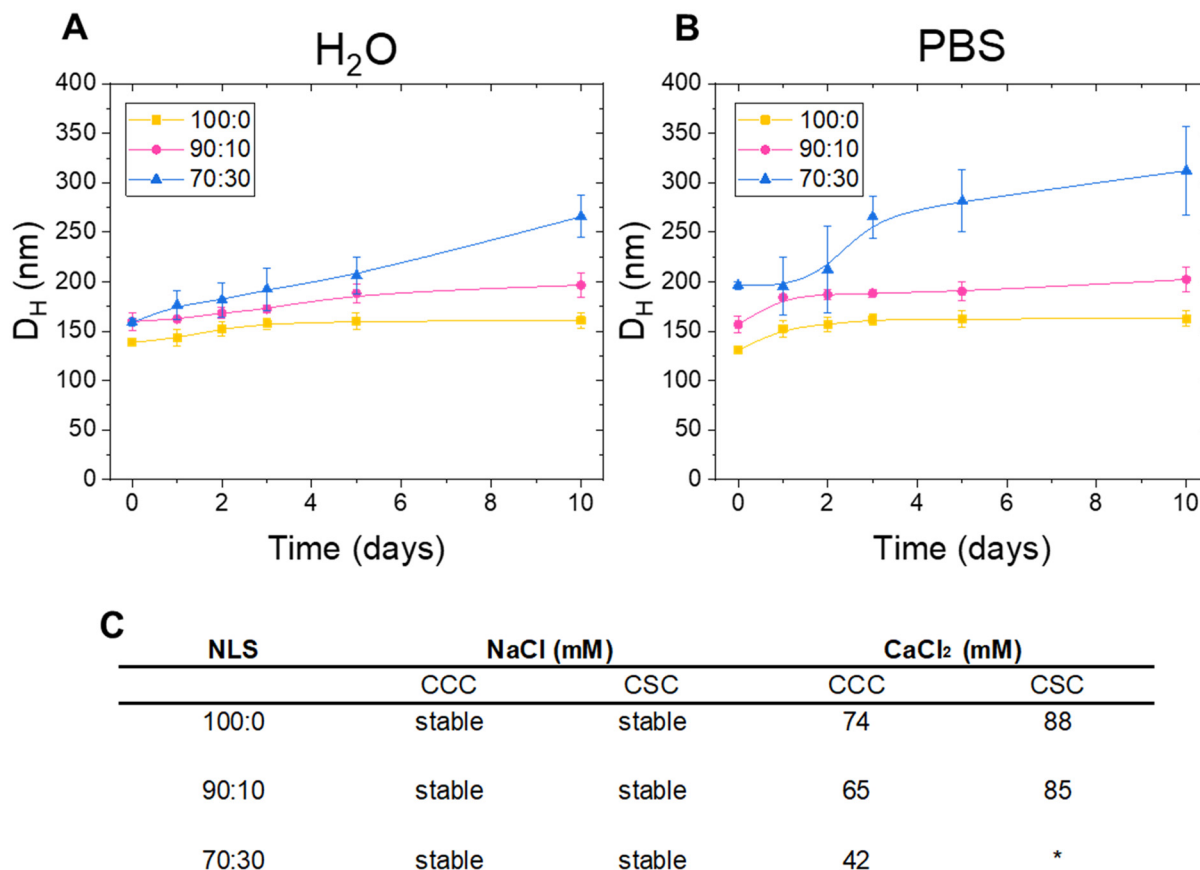 A
H₂O
400
350
300
250
200
150
100
50
0
D_H (nm)
100:0
90:10
70:30
0 2 4 6 8 10
Time (days)
B
PBS
400
350
300
250
200
150
100
50
0
D_H (nm)
100:0
90:10
70:30
0 2 4 6 8 10
Time (days)
C
NLS NaCl (mM) CaCl₂ (mM)
CCC CSC CCC CSC
100:0 stable stable 74 88
90:10 stable stable 65 85
70:30 stable stable 42 *